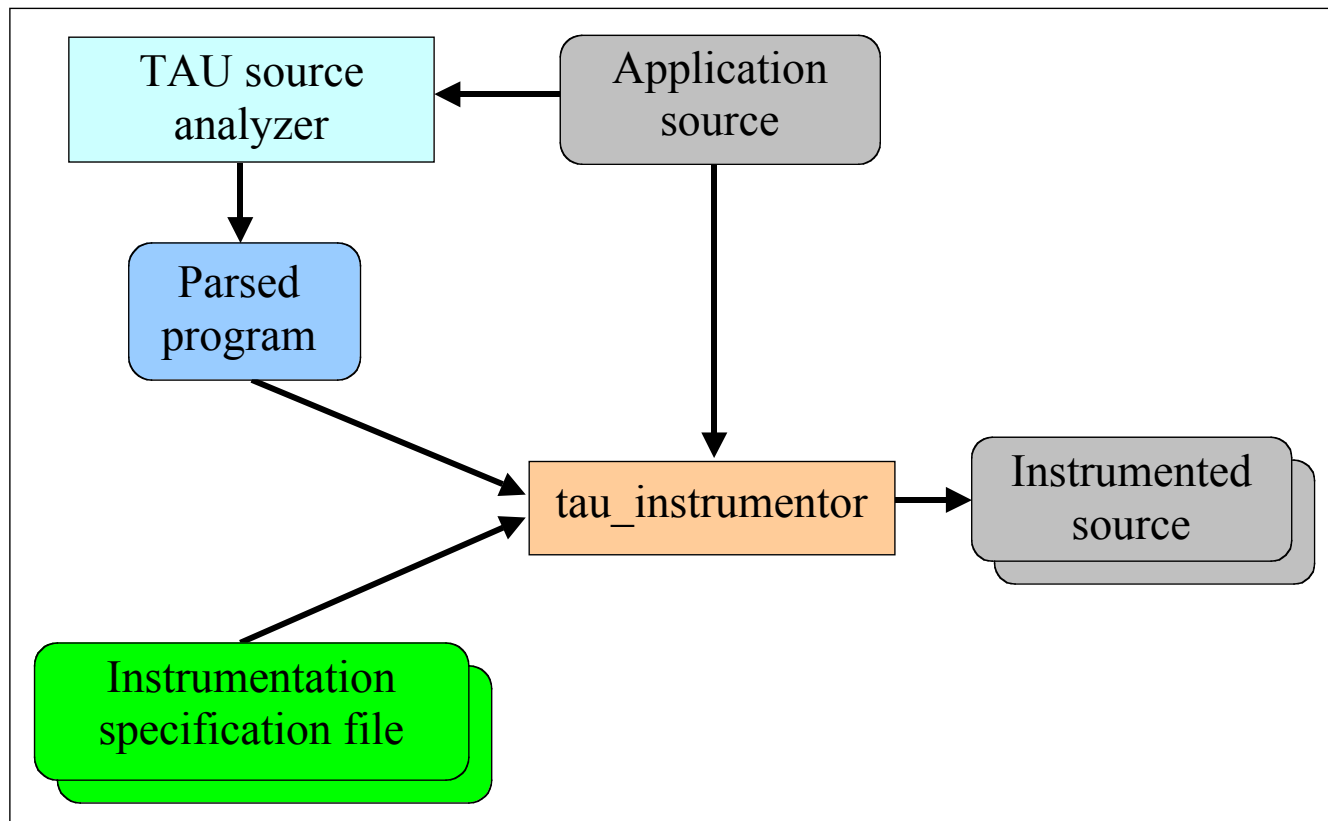 TAU source
analyzer
Application
source
Parsed
program
tau_instrumentor
Instrumented
source
Instrumentation
specification file